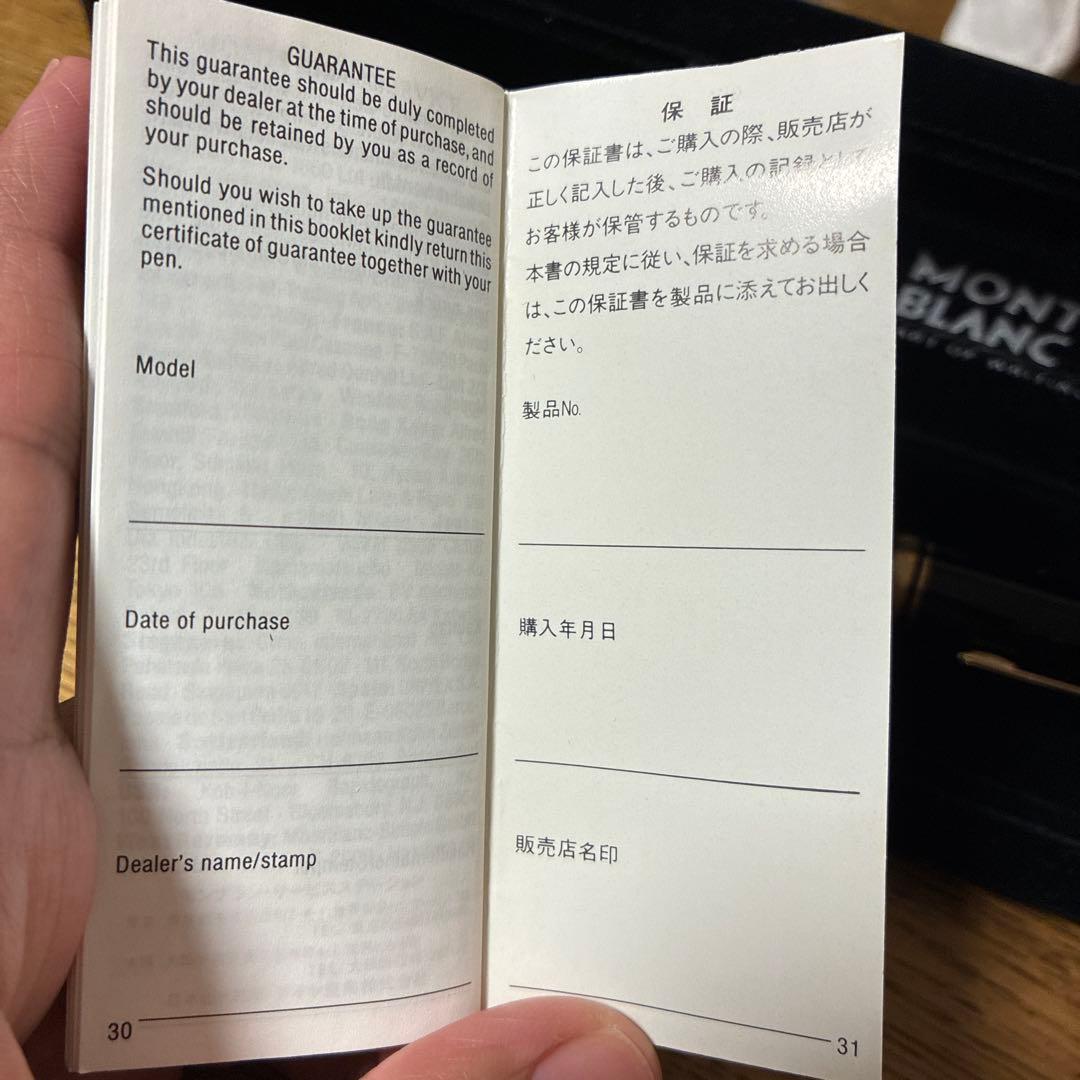 GUARANTEE
This guarantee should be duly completed
by your dealer at the time of purchase, and
should be retained by you as a record of
your purchase.
Should you wish to take up the guarantee
mentioned in this booklet kindly return this
certificate of guarantee together with your
pen.
Model
Date of purchase
Dealer's name/stamp
30
保 証
この保証書は、ご購入の際、販売店が
正しく記入した後、ご購入の記録として
お客様が保管するものです。
本書の規定に従い、保証を求める場合
は、この保証書を製品に添えてお出しく
ださい。
製品No.
購入年月日
販売店名印
31
MONT
BLANC
ART OF WRITING